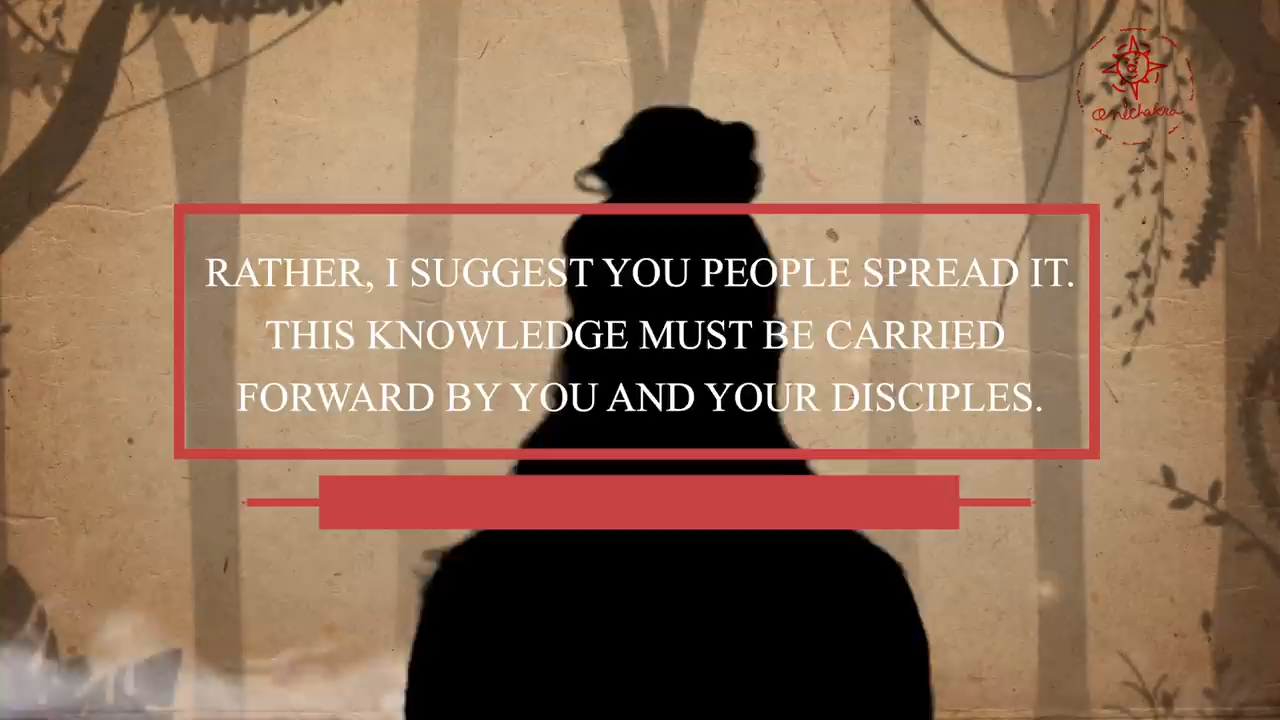 RATHER, I SUGGEST YOU PEOPLE SPREAD IT.
THIS KNOWLEDGE MUST BE CARRIED
FORWARD BY YOU AND YOUR DISCIPLES.